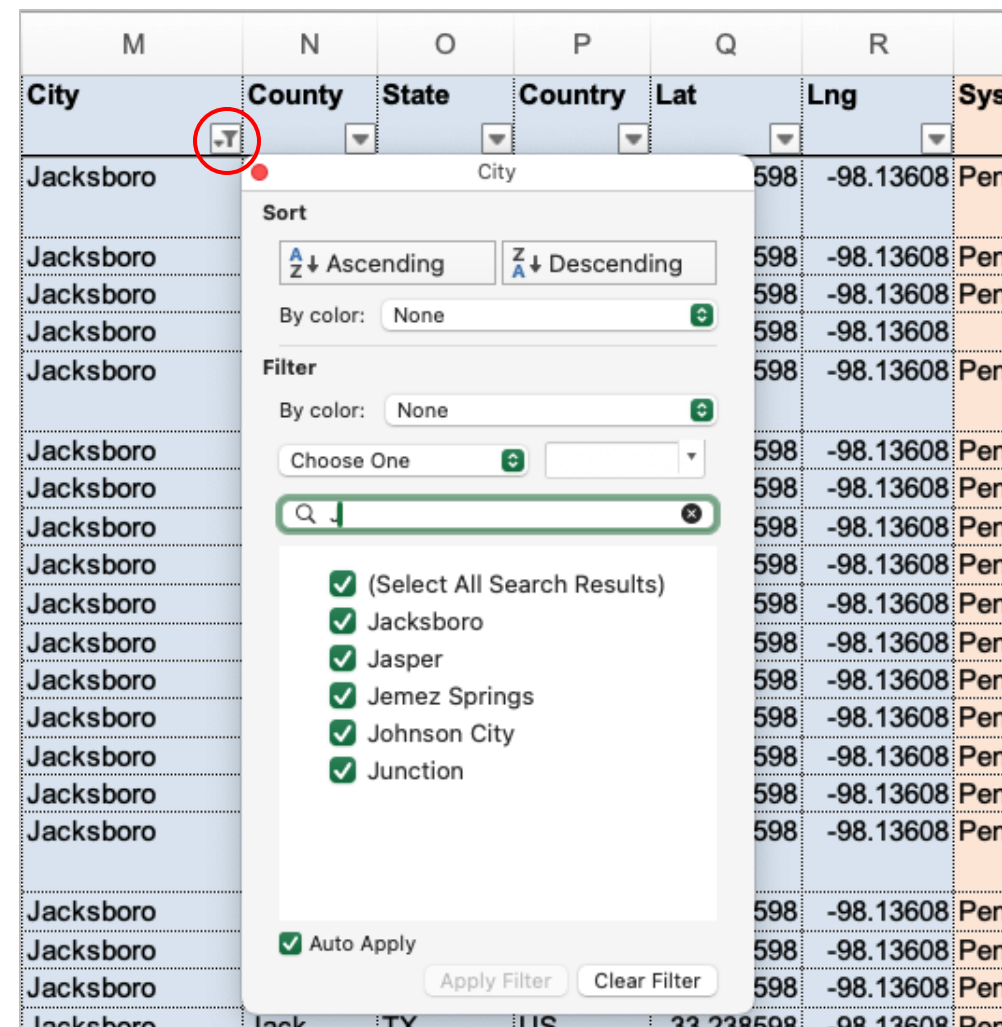 M N O P Q R
City County State Country Lat Lng Sys
Jacksboro 598 -98.13608 Per
City
Sort
Jacksboro Ascending Descending 598 -98.13608 Per
Jacksboro 598 -98.13608 Per
By color: None
Jacksboro 598 -98.13608
Jacksboro Filter 598 -98.13608 Per
By color: None
Jacksboro Choose One 598 -98.13608 Per
Jacksboro 598 -98.13608 Per
J
Jacksboro 598 -98.13608 Per
Jacksboro 598 -98.13608 Per
(Select All Search Results)
Jacksboro 598 -98.13608 Per
Jacksboro
Jacksboro 598 -98.13608 Per
Jasper
Jacksboro 598 -98.13608 Per
Jemez Springs
Jacksboro 598 -98.13608 Per
Johnson City
Jacksboro 598 -98.13608 Per
Junction
Jacksboro 598 -98.13608 Per
Jacksboro 598 -98.13608 Per
Jacksboro 598 -98.13608 Per
Jacksboro Auto Apply 598 -98.13608 Per
Jacksboro Apply Filter Clear Filter 598 -98.13608 Per
Jacksboro Jack TX US 33.238598 -98.13608 Per